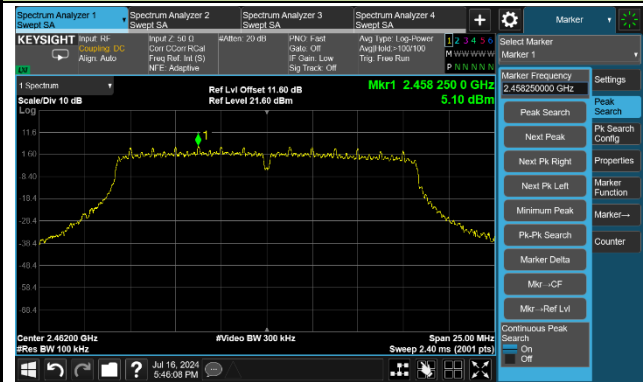 Spectrum Analyzer 1
Swept SA
Spectrum Analyzer 2
Swept SA
Spectrum Analyzer 3
Swept SA
Spectrum Analyzer 4
Swept SA
+
Marker
KEYSIGHT
Input: RF
Coupling: DC
Align: Auto
Input Z: 50 Ω
Corr CCorr RCal
Freq Ref: Int (S)
NFE: Adaptive
#Atten: 20 dB
PNO: Fast
Gate: Off
IF Gain: Low
Sig Track: Off
Avg Type: Log-Power
Avg|Hold:>100/100
Trig: Free Run
1 2 3 4 5 6
M W W W W W
P N N N N N
LXI
Select Marker
Marker 1
1 Spectrum
Scale/Div 10 dB
Log
Ref Lvl Offset 11.60 dB
Ref Level 21.60 dBm
Mkr1 2.458 250 0 GHz
5.10 dBm
1
11.6
1.60
-8.40
-18.4
-28.4
-38.4
-48.4
-58.4
-68.4
Center 2.46200 GHz
#Res BW 100 kHz
#Video BW 300 kHz
Span 25.00 MHz
Sweep 2.40 ms (2001 pts)
Marker Frequency
2.458250000 GHz
Peak Search
Next Peak
Next Pk Right
Next Pk Left
Minimum Peak
Pk-Pk Search
Marker Delta
Mkr→CF
Mkr→Ref Lvl
Continuous Peak
Search
On
Off
Settings
Peak
Search
Pk Search
Config
Properties
Marker
Function
Marker→
Counter
?
Jul 16, 2024
5:46:08 PM